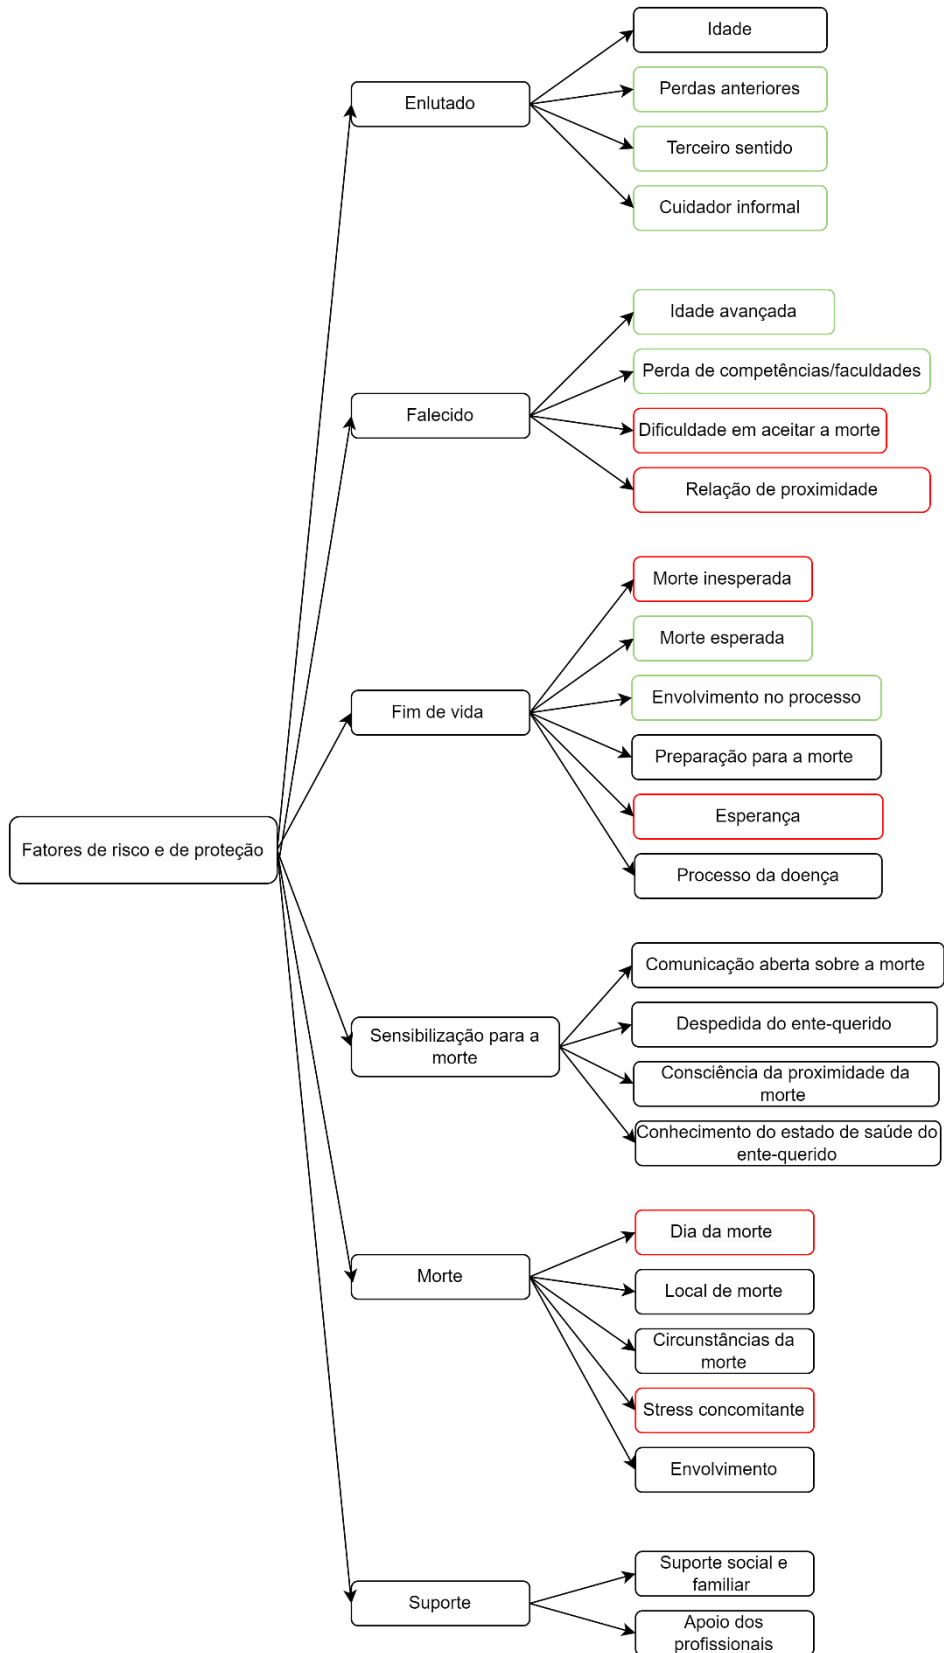 Fatores de risco e de proteção
Enlutado
Idade
Perdas anteriores
Terceiro sentido
Cuidador informal
Falecido
Idade avançada
Perda de competências/faculdades
Dificuldade em aceitar a morte
Relação de proximidade
Fim de vida
Morte inesperada
Morte esperada
Envolvimento no processo
Preparação para a morte
Esperança
Processo da doença
Sensibilização para a
morte
Comunicação aberta sobre a morte
Despedida do ente-querido
Consciência da proximidade da
morte
Conhecimento do estado de saúde do
ente-querido
Morte
Dia da morte
Local de morte
Circunstâncias da
morte
Stress concomitante
Envolvimento
Suporte
Suporte social e
familiar
Apoio dos
profissionais